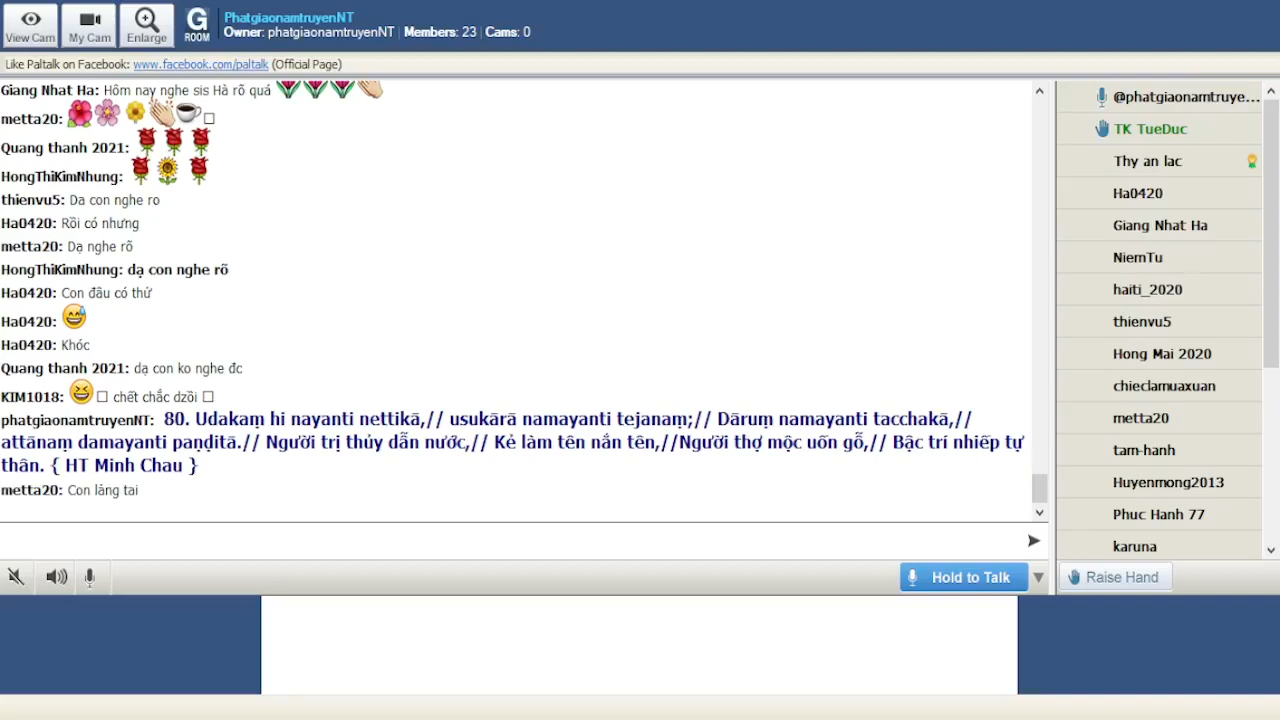 View Cam
My Cam
Enlarge
G
ROOM
PhatgiaonamtruyenNT
Owner: phatgiaonamtruyenNT | Members: 23 | Cams: 0
Like Paltalk on Facebook: www.facebook.com/paltalk (Official Page)
Giang Nhat Ha: Hôm nay nghe sis Hà rõ quá
metta20:
Quang thanh 2021:
HongThiKimNhung:
thienvu5: Da con nghe ro
Ha0420: Rồi có nhưng
metta20: Dạ nghe rõ
HongThiKimNhung: dạ con nghe rõ
Ha0420: Con đâu có thử
Ha0420:
Ha0420: Khóc
Quang thanh 2021: dạ con ko nghe đc
KIM1018: chết chắc dzồi
phatgiaonamtruyenNT: 80. Udakaṃ hi nayanti nettikā,// usukārā namayanti tejanaṃ;// Dāruṃ namayanti tacchakā,//
attānaṃ damayanti paṇḍitā.// Người trị thủy dẫn nước,// Kẻ làm tên nắn tên,//Người thợ mộc uốn gỗ,// Bậc trí nhiếp tự
thân. { HT Minh Chau }
metta20: Con lăng tai
Hold to Talk
@phatgiaonamtruye...
TK TueDuc
Thy an lac
Ha0420
Giang Nhat Ha
NiemTu
haiti_2020
thienvu5
Hong Mai 2020
chieclamuaxuan
metta20
tam-hanh
Huyenmong2013
Phuc Hanh 77
karuna
Raise Hand